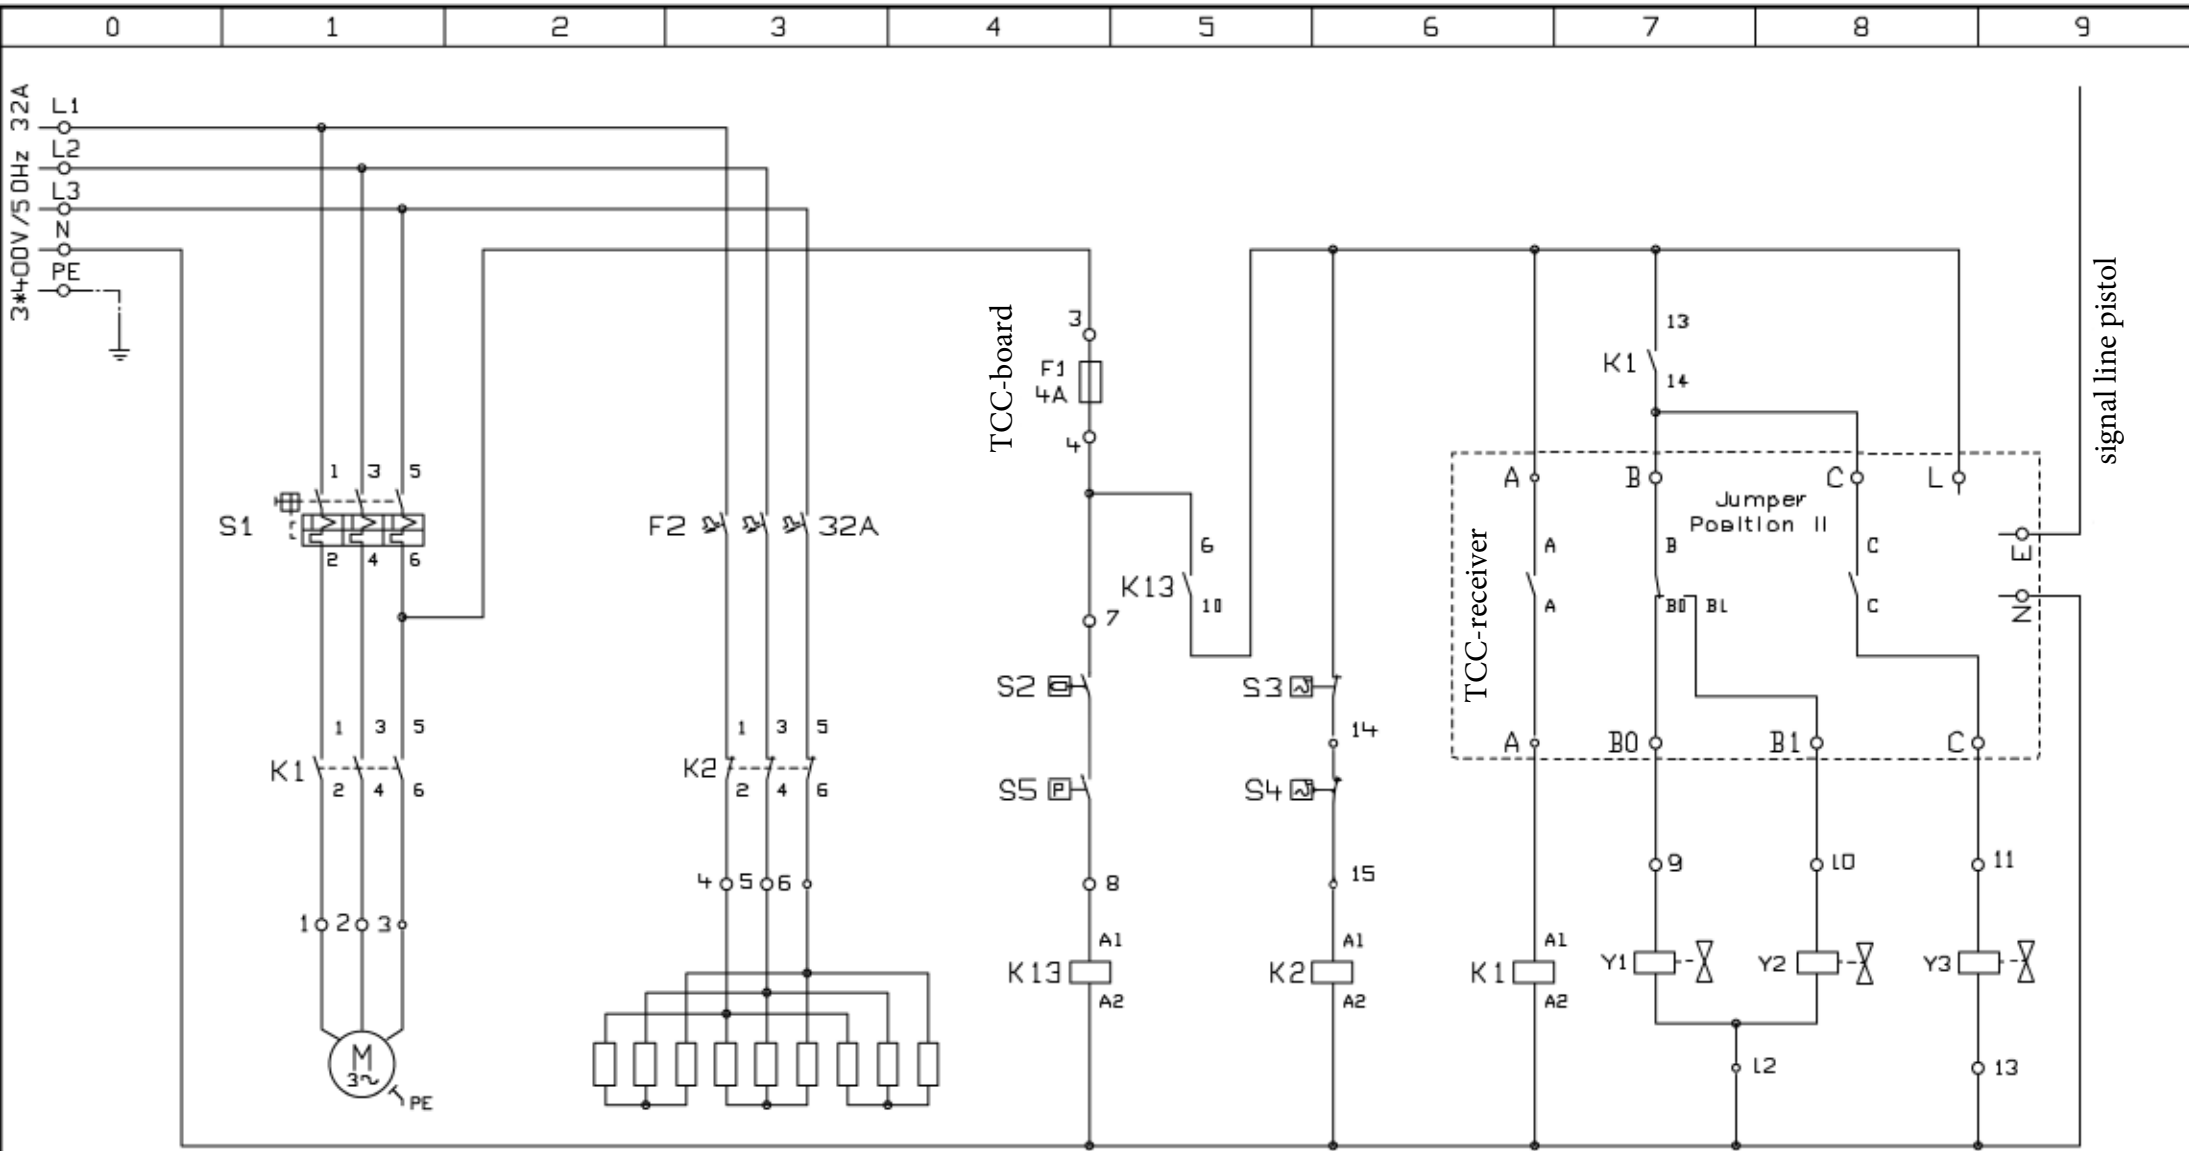 0 1 2 3 4 5 6 7 8 9
3*400V/50Hz 32A
L1
L2
L3
N
PE
S1
1 3 5
2 4 6
K1
1 3 5
2 4 6
1 2 3
M
3~
PE
F2
32A
K2
1 3 5
2 4 6
4 5 6
TCC-board
3
F1
4A
4
7
S2
S5
P
8
K13
A1
A2
K13
6
10
S3
14
S4
15
K2
A1
A2
TCC-receiver
A
A
A
A
K1
A1
A2
13
K1
14
B
B
B0 B1
B0
9
Y1
Jumper
Position II
B1
10
Y2
12
C
C
C
C
11
Y3
13
L
E
N
signal line pistol